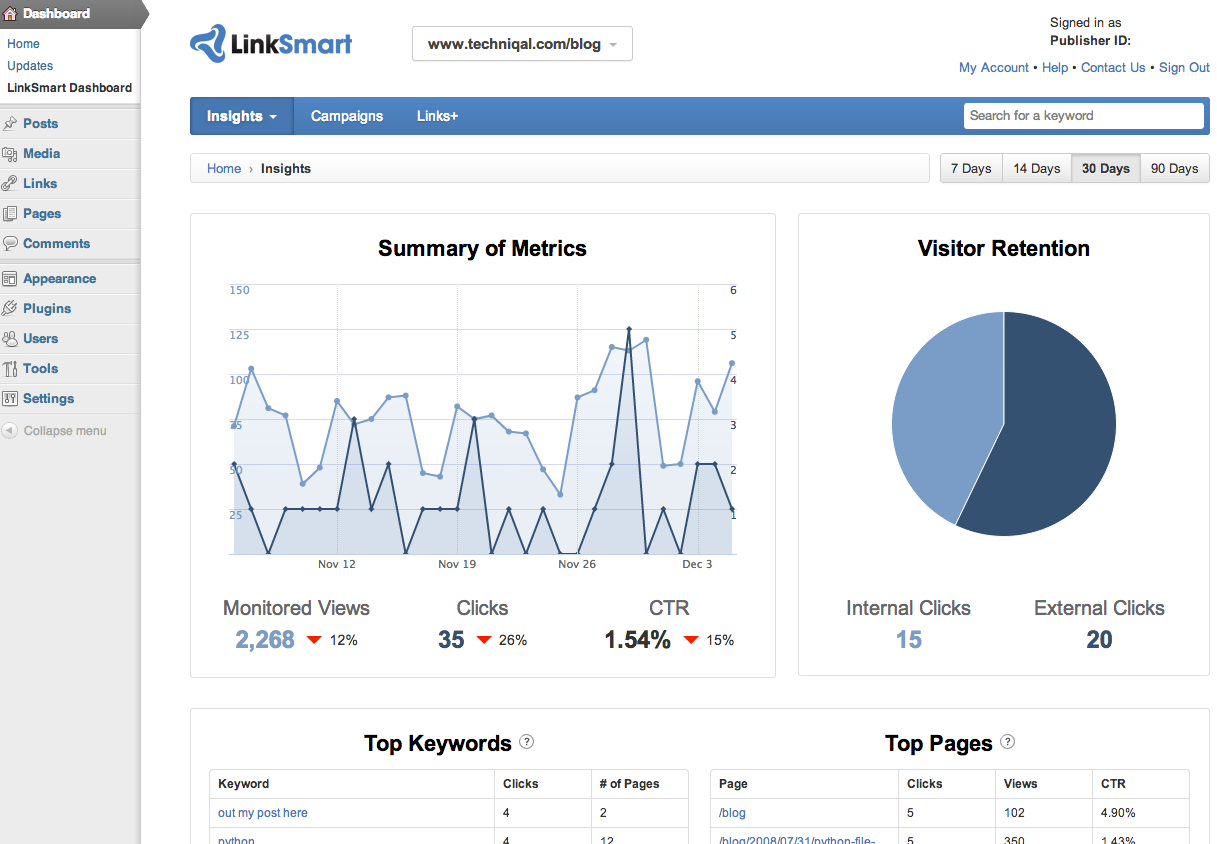 Dashboard
Home
Updates
LinkSmart Dashboard
Posts
Media
Links
Pages
Comments
Appearance
Plugins
Users
Tools
Settings
Collapse menu
LinkSmart
www.techniqal.com/blog
Signed in as
Publisher ID:
My Account • Help • Contact Us • Sign Out
Insights Campaigns Links+
Search for a keyword
Home › Insights
7 Days 14 Days 30 Days 90 Days
Summary of Metrics
150 6
125 5
100 4
75 3
50 2
25 1
Nov 12 Nov 19 Nov 26 Dec 3
Monitored Views Clicks CTR
2,268 12% 35 26% 1.54% 15%
Visitor Retention
Internal Clicks External Clicks
15 20
Top Keywords ?
Keyword Clicks # of Pages
out my post here 4 2
python 4 12
Top Pages ?
Page Clicks Views CTR
/blog 5 102 4.90%
/blog/2008/07/31/python-file- 5 350 1.43%